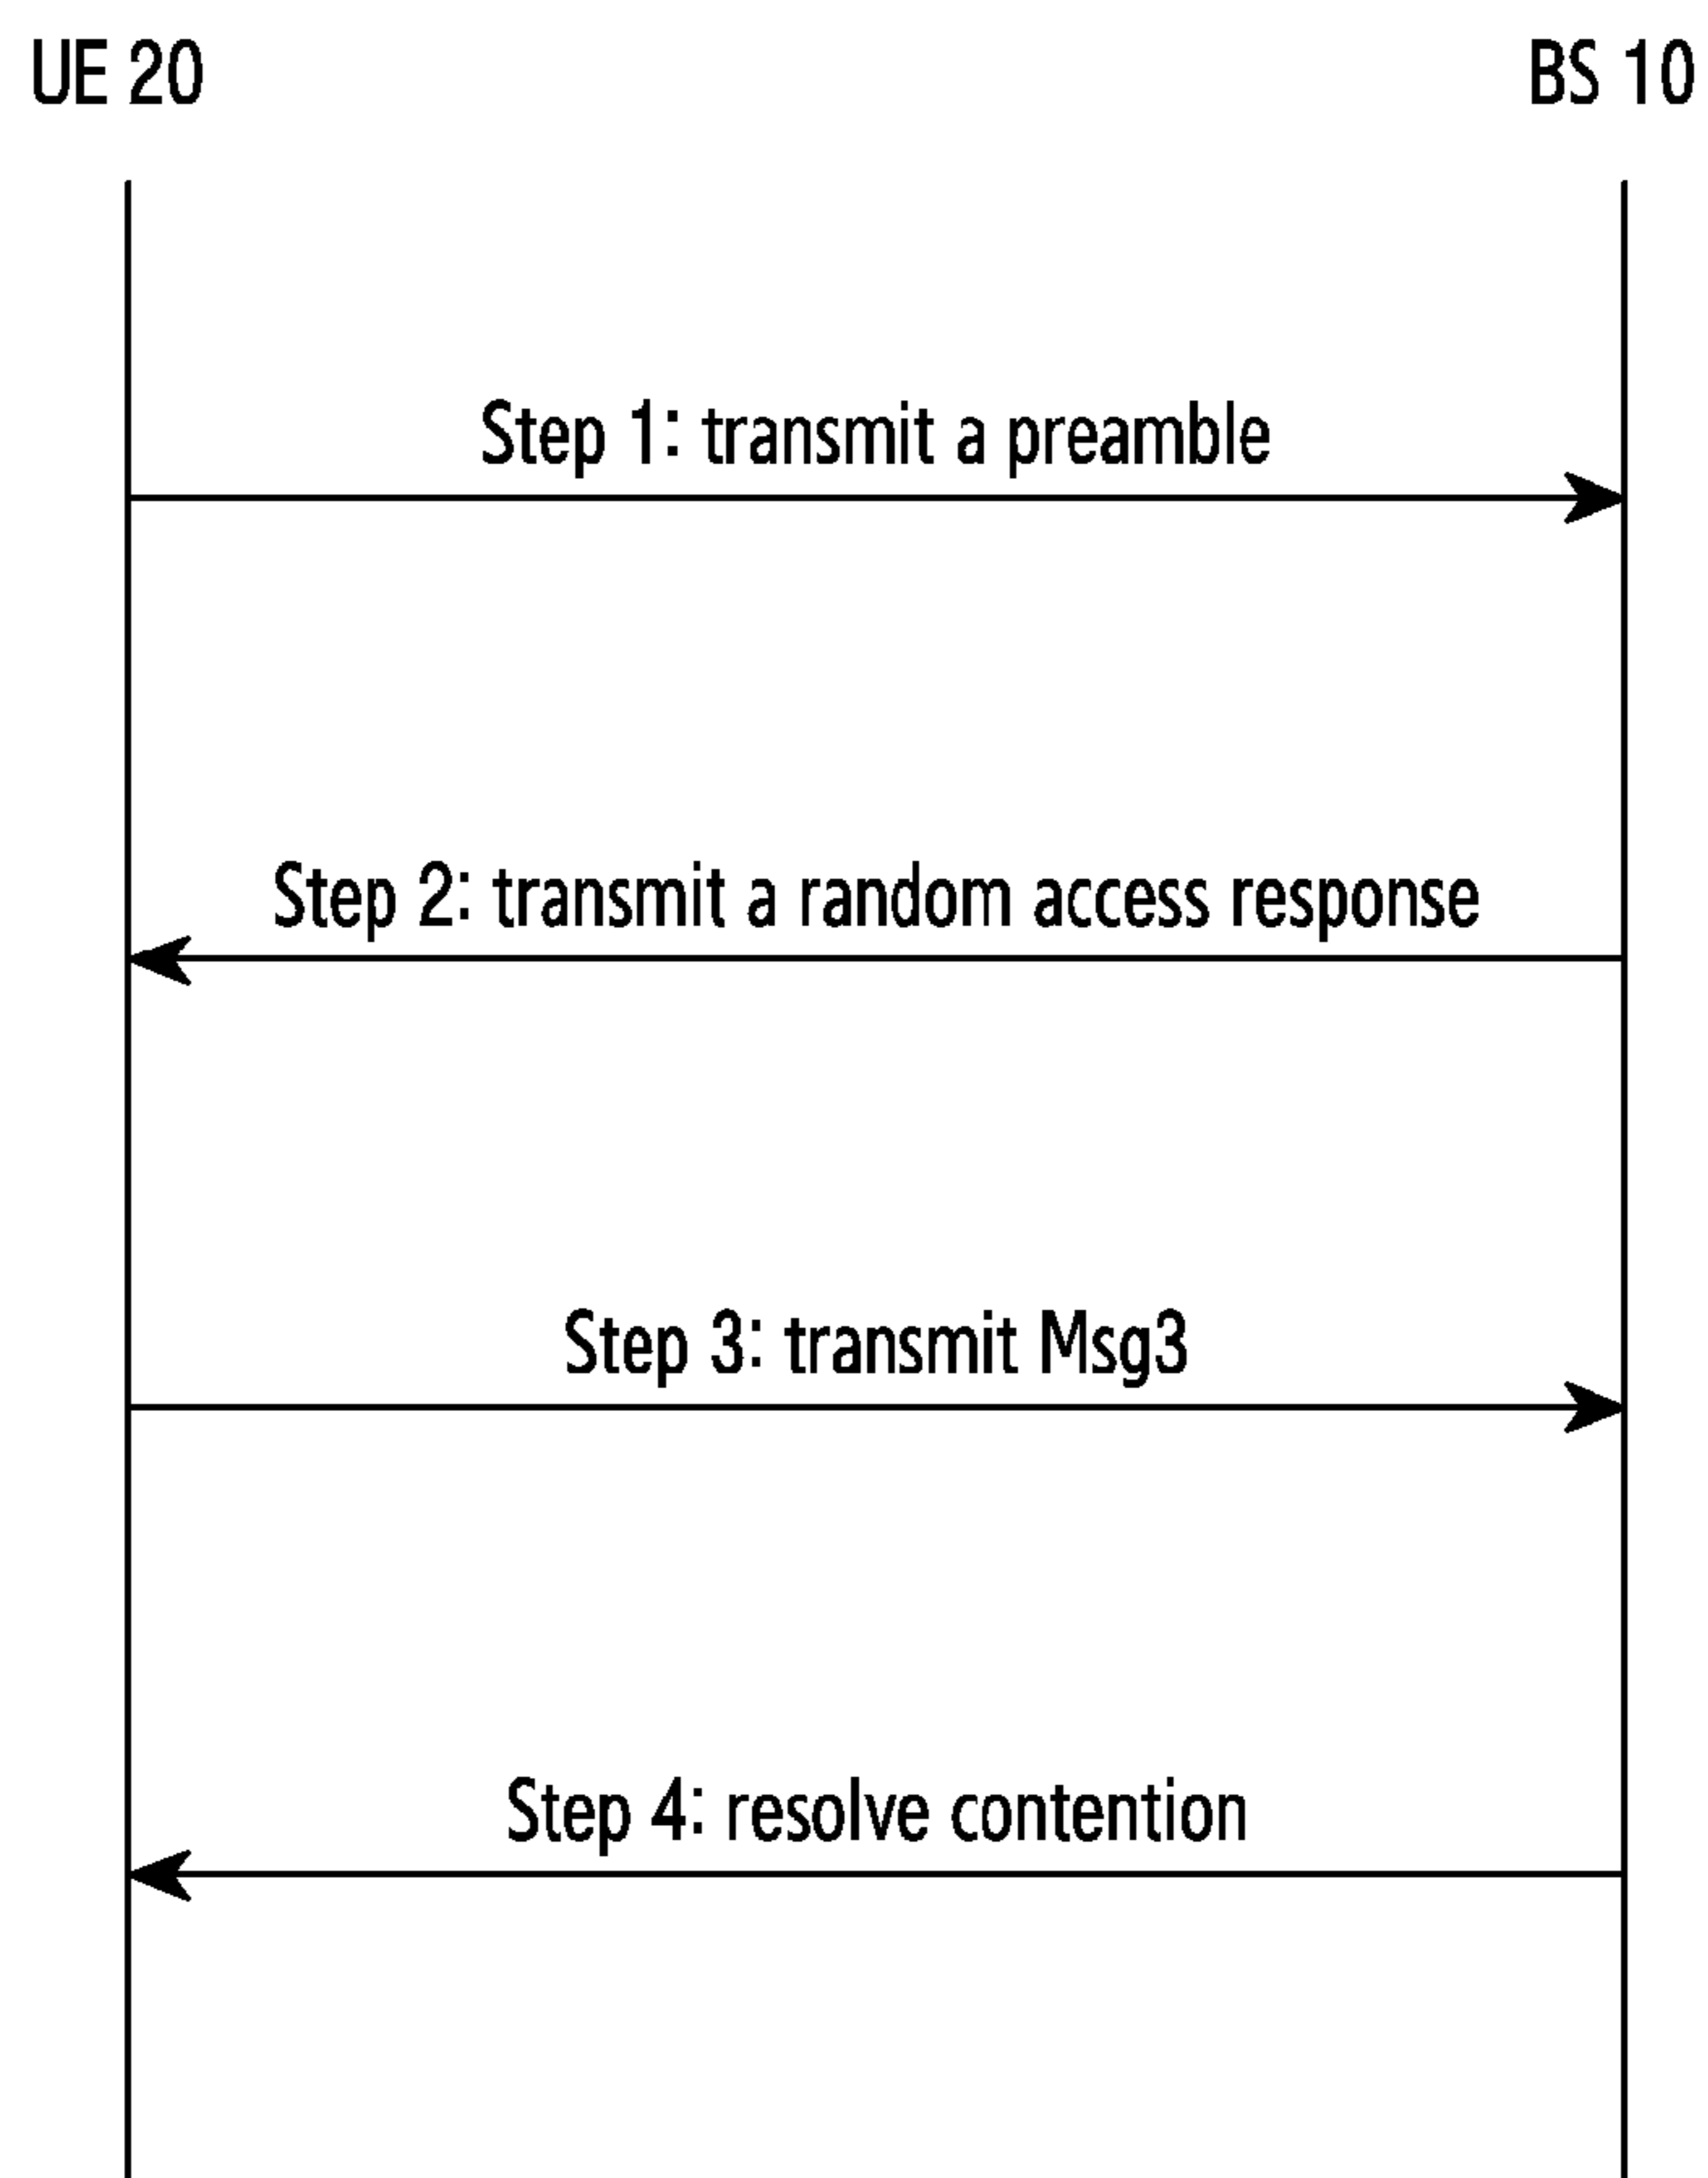 UE 20
BS 10
Step 1: transmit a preamble
Step 2: transmit a random access response
Step 3: transmit Msg3
Step 4: resolve contention